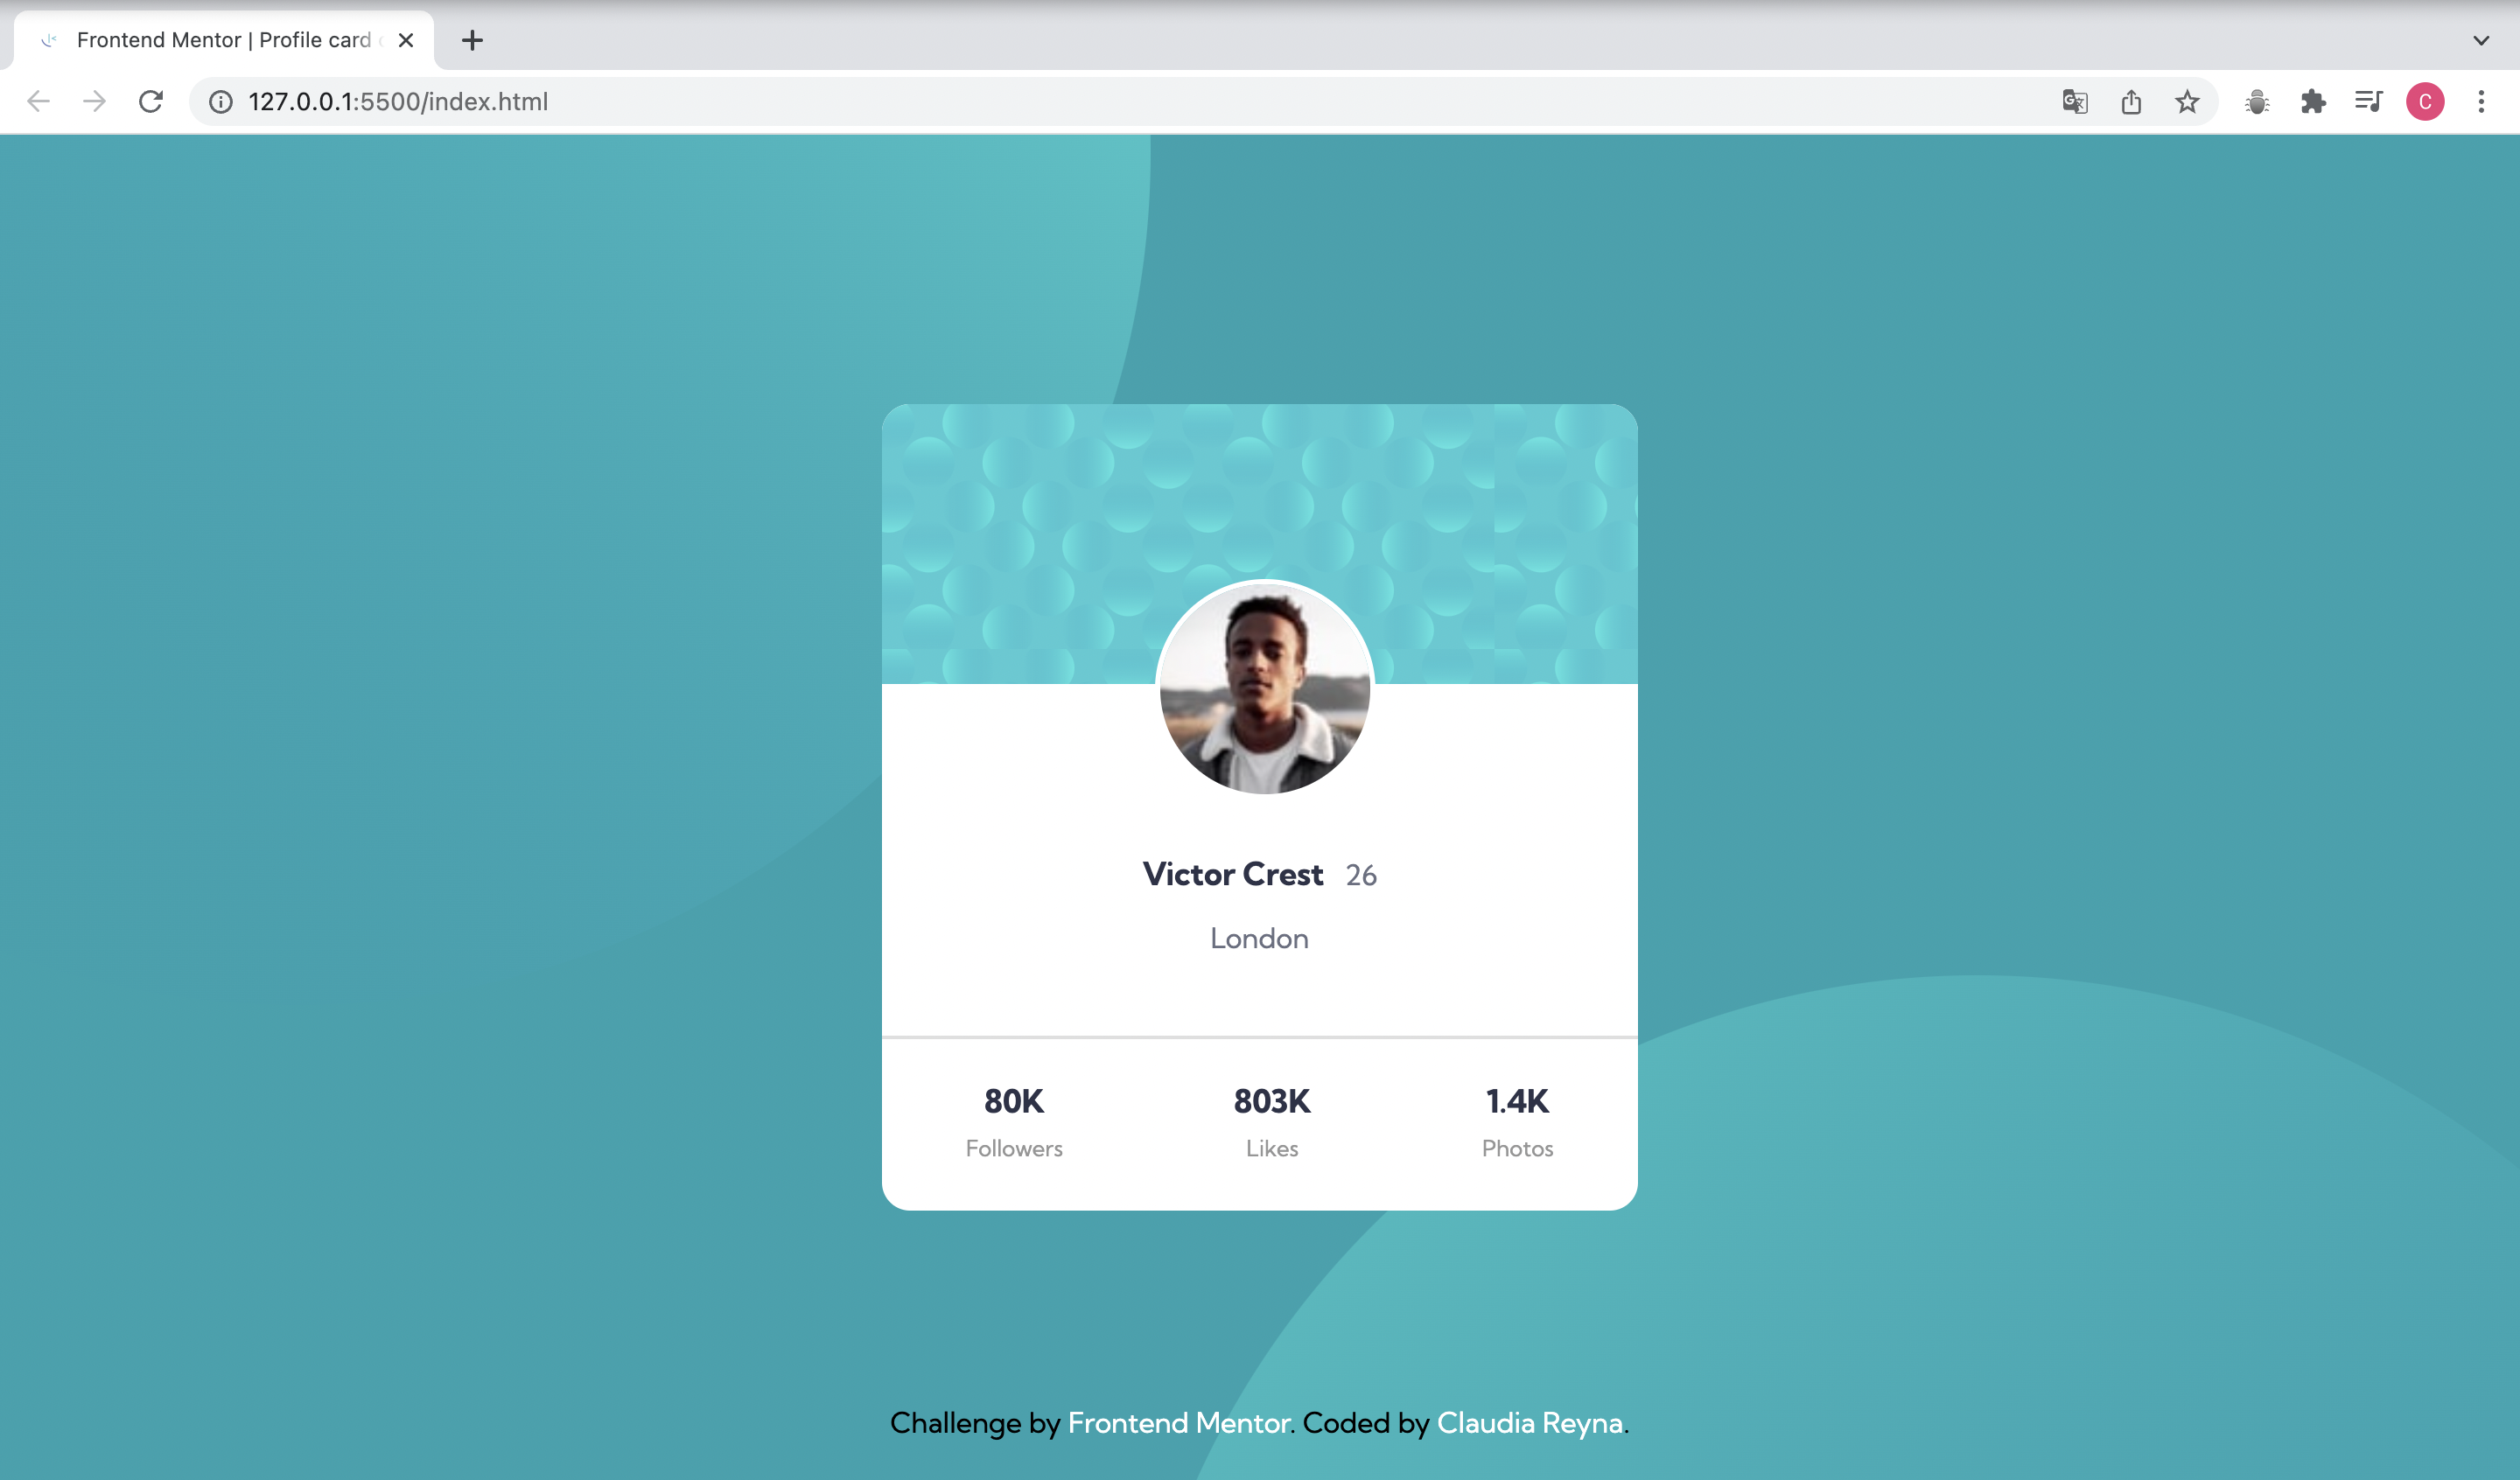 Frontend Mentor | Profile card
127.0.0.1:5500/index.html
C
Victor Crest 26
London
80K 803K 1.4K
Followers Likes Photos
Challenge by Frontend Mentor. Coded by Claudia Reyna.